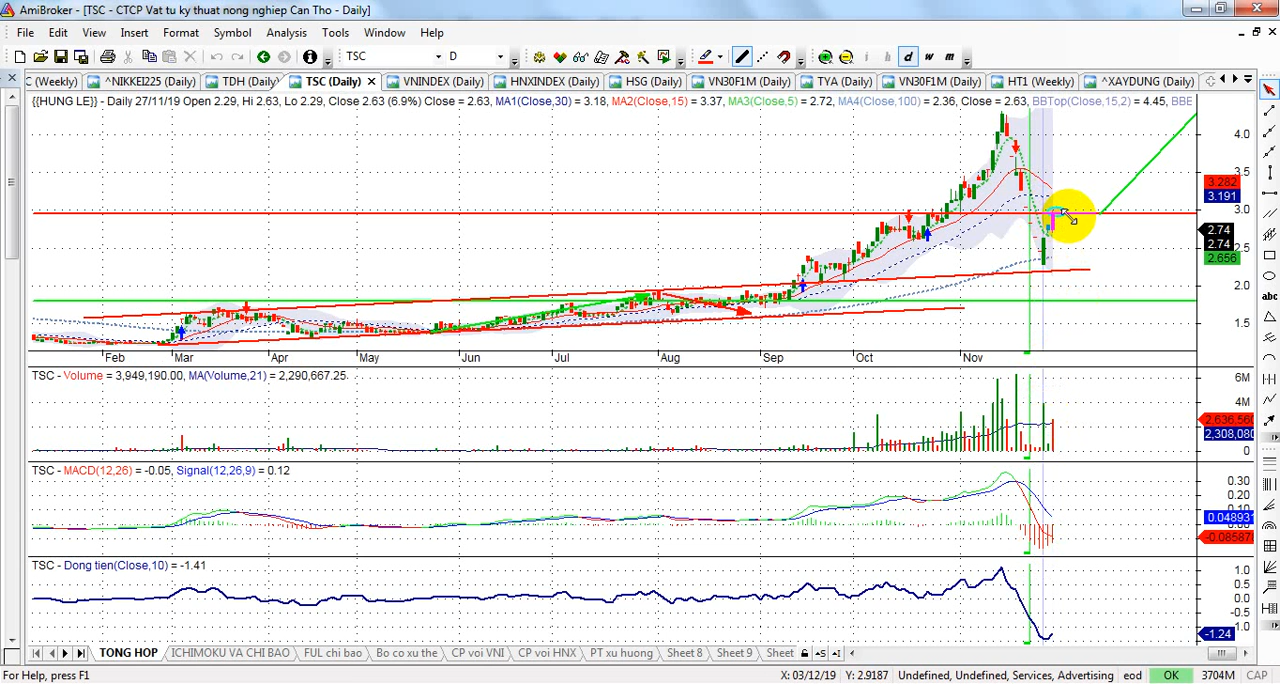 AmiBroker - [TSC - CTCP Vat tu ky thuat nong nghiep Can Tho - Daily]
File Edit View Insert Format Symbol Analysis Tools Window Help
TSC D i h d w m
C (Weekly) ^NIKKE225 (Daily) TDH (Daily) TSC (Daily) VNINDEX (Daily) HNXINDEX (Daily) HSG (Daily) VN30F1M (Daily) TYA (Daily) VN30F1M (Daily) HT1 (Weekly) ^XAYDUNG (Daily)
{{HUNG LE}} - Daily 27/11/19 Open 2.29, Hi 2.63, Lo 2.29, Close 2.63 (6.9%) Close = 2.63, MA1(Close,30) = 3.18, MA2(Close,15) = 3.37, MA3(Close,5) = 2.72, MA4(Close,100) = 2.36, Close = 2.63, BBTop(Close,15,2) = 4.45, BBE
4.0
3.5
3.282
3.191
3.0
2.74
2.74
2.5
2.656
2.0
1.5
abc
Feb Mar Apr May Jun Jul Aug Sep Oct Nov
TSC - Volume = 3,949,190.00, MA(Volume,21) = 2,290,667.25
6M
4M
2,636,560
2,308,080
0
TSC - MACD(12,26) = -0.05, Signal(12,26,9) = 0.12
0.30
0.20
0.10
0.04893
0.00
-0.08587
TSC - Dong tien(Close,10) = -1.41
1.0
0.5
0.0
-0.5
-1.0
-1.24
TONG HOP ICHIMOKU VA CHI BAO FUL chi bao Bo co xu the CP voi VNI CP voi HNX PT xu huong Sheet 8 Sheet 9 Sheet
For Help, press F1 X: 03/12/19 Y: 2.9187 Undefined, Undefined, Services, Advertising eod OK 3704M CAP